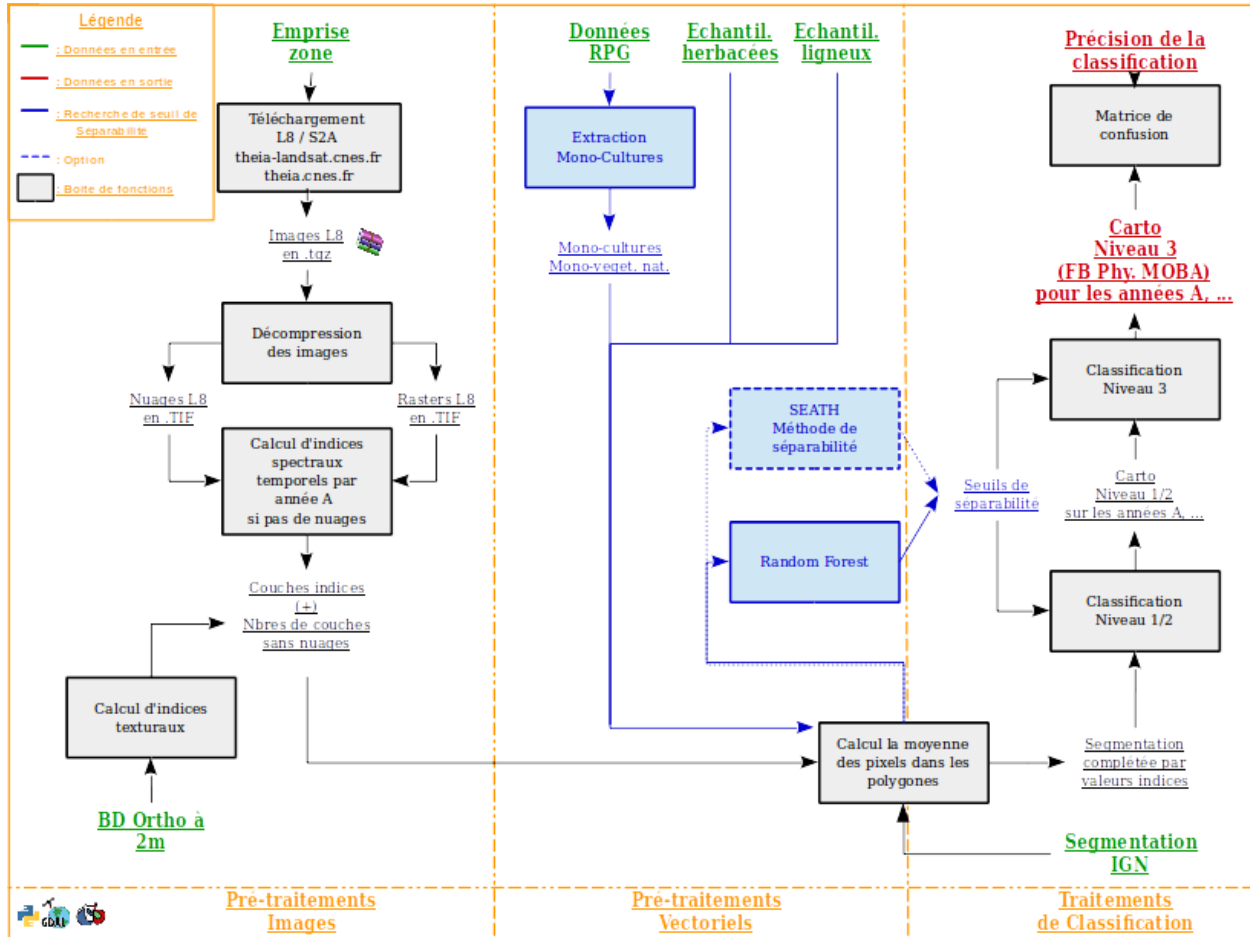 Légende
: Données en entrée
: Données en sortie
: Recherche de seuil de
Séparabilité
: Option
: Boite de fonctions
Emprise
zone
Téléchargement
L8 / S2A
theia-landsat.cnes.fr
theia.cnes.fr
Images L8
en .tgz
Décompression
des images
Nuages L8
en .TIF
Rasters L8
en .TIF
Calcul d'indices
spectraux
temporels par
année A
si pas de nuages
Couches indices
(+)
Nbres de couches
sans nuages
Calcul d'indices
texturaux
BD Ortho à
2m
Données
RPG
Echantil.
herbacées
Echantil.
ligneux
Extraction
Mono-Cultures
Mono-cultures
Mono-veget. nat.
SEATH
Méthode de
séparabilité
Random Forest
Seuils de
séparabilité
Calcul la moyenne
des pixels dans les
polygones
Précision de la
classification
Matrice de
confusion
Carto
Niveau 3
(FB Phy. MOBA)
pour les années A, ...
Classification
Niveau 3
Carto
Niveau 1/2
sur les années A, ...
Classification
Niveau 1/2
Segmentation
complétée par
valeurs indices
Segmentation
IGN
GDAL
Pré-traitements
Images
Pré-traitements
Vectoriels
Traitements
de Classification